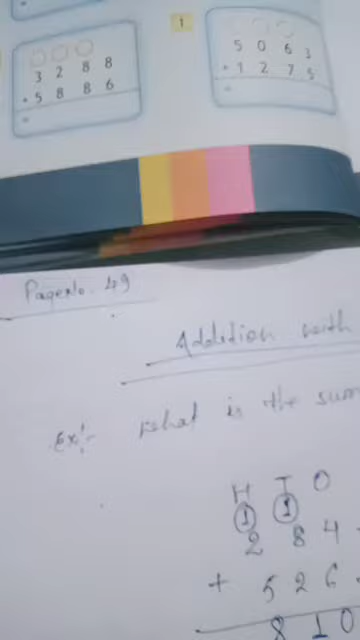 i
3 2 8 8
+ 5 8 8 6
=
5 0 6 3
+ 1 2 7 5
=
Page No. 49
Addition with
Ex:- what is the sum
H T O
1 1
2 8 4
+ 5 2 6
8 1 0